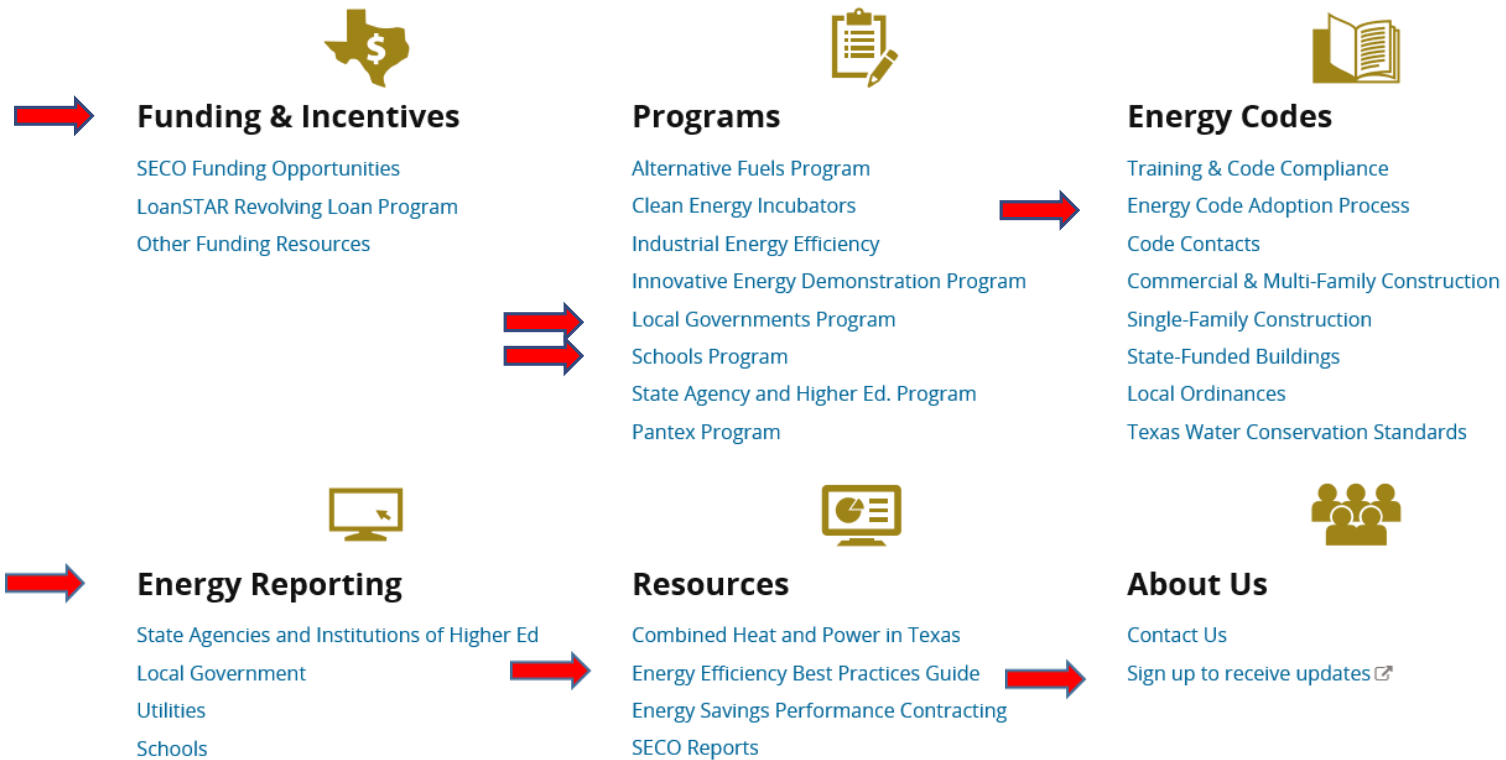 $
Funding & Incentives
SECO Funding Opportunities
LoanSTAR Revolving Loan Program
Other Funding Resources
Programs
Alternative Fuels Program
Clean Energy Incubators
Industrial Energy Efficiency
Innovative Energy Demonstration Program
Local Governments Program
Schools Program
State Agency and Higher Ed. Program
Pantex Program
Energy Codes
Training & Code Compliance
Energy Code Adoption Process
Code Contacts
Commercial & Multi-Family Construction
Single-Family Construction
State-Funded Buildings
Local Ordinances
Texas Water Conservation Standards
Energy Reporting
State Agencies and Institutions of Higher Ed
Local Government
Utilities
Schools
Resources
Combined Heat and Power in Texas
Energy Efficiency Best Practices Guide
Energy Savings Performance Contracting
SECO Reports
About Us
Contact Us
Sign up to receive updates